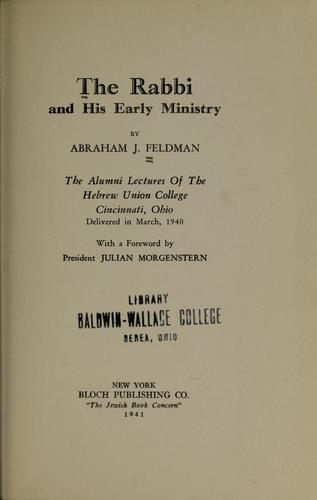 The Rabbi
and His Early Ministry
BY
ABRAHAM J. FELDMAN
The Alumni Lectures Of The
Hebrew Union College
Cincinnati, Ohio
Delivered in March, 1940
With a Foreword by
President JULIAN MORGENSTERN
LIBRARY
BALDWIN-WALLACE COLLEGE
BEREA, OHIO
NEW YORK
BLOCH PUBLISHING CO.
"The Jewish Book Concern"
1941